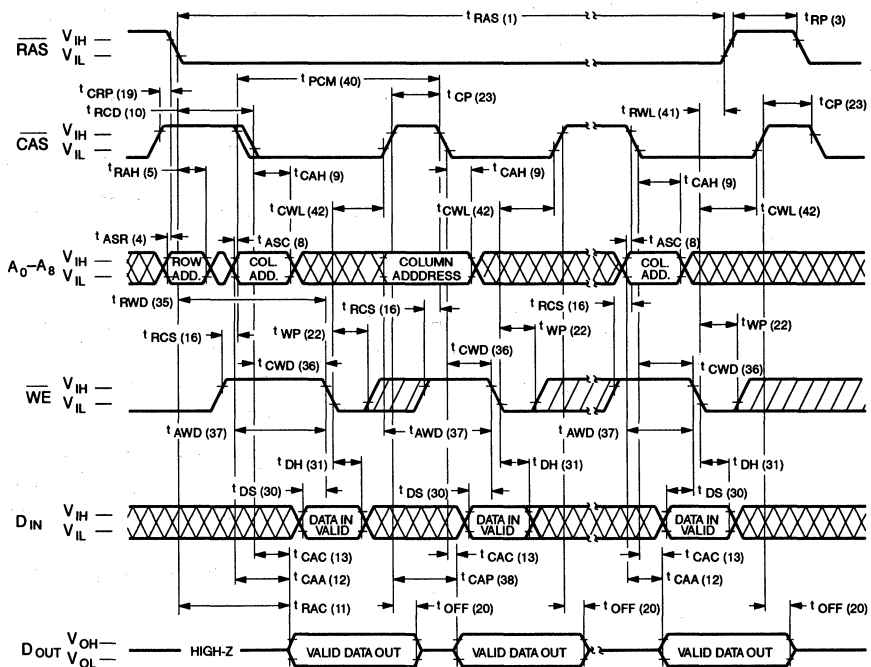 t RAS (1)
t RP (3)
RAS
V IH
V IL
t CRP (19)
t PCM (40)
t RCD (10)
t CP (23)
t RWL (41)
t CP (23)
CAS
V IH
V IL
t RAH (5)
t CAH (9)
t CAH (9)
t CAH (9)
t CWL (42)
t CWL (42)
t CWL (42)
t ASR (4)
t ASC (8)
t ASC (8)
A0–A8
V IH
V IL
ROW ADD.
COL. ADD.
COLUMN ADDDRESS
COL. ADD.
t RWD (35)
t RCS (16)
t WP (22)
t RCS (16)
t WP (22)
t RCS (16)
t WP (22)
t CWD (36)
t CWD (36)
t CWD (36)
WE
V IH
V IL
t AWD (37)
t AWD (37)
t AWD (37)
t DH (31)
t DH (31)
t DH (31)
t DS (30)
t DS (30)
t DS (30)
D IN
V IH
V IL
DATA IN VALID
DATA IN VALID
DATA IN VALID
t CAC (13)
t CAC (13)
t CAC (13)
t CAA (12)
t CAP (38)
t CAA (12)
t RAC (11)
t OFF (20)
t OFF (20)
t OFF (20)
D OUT
V OH
V OL
HIGH-Z
VALID DATA OUT
VALID DATA OUT
VALID DATA OUT